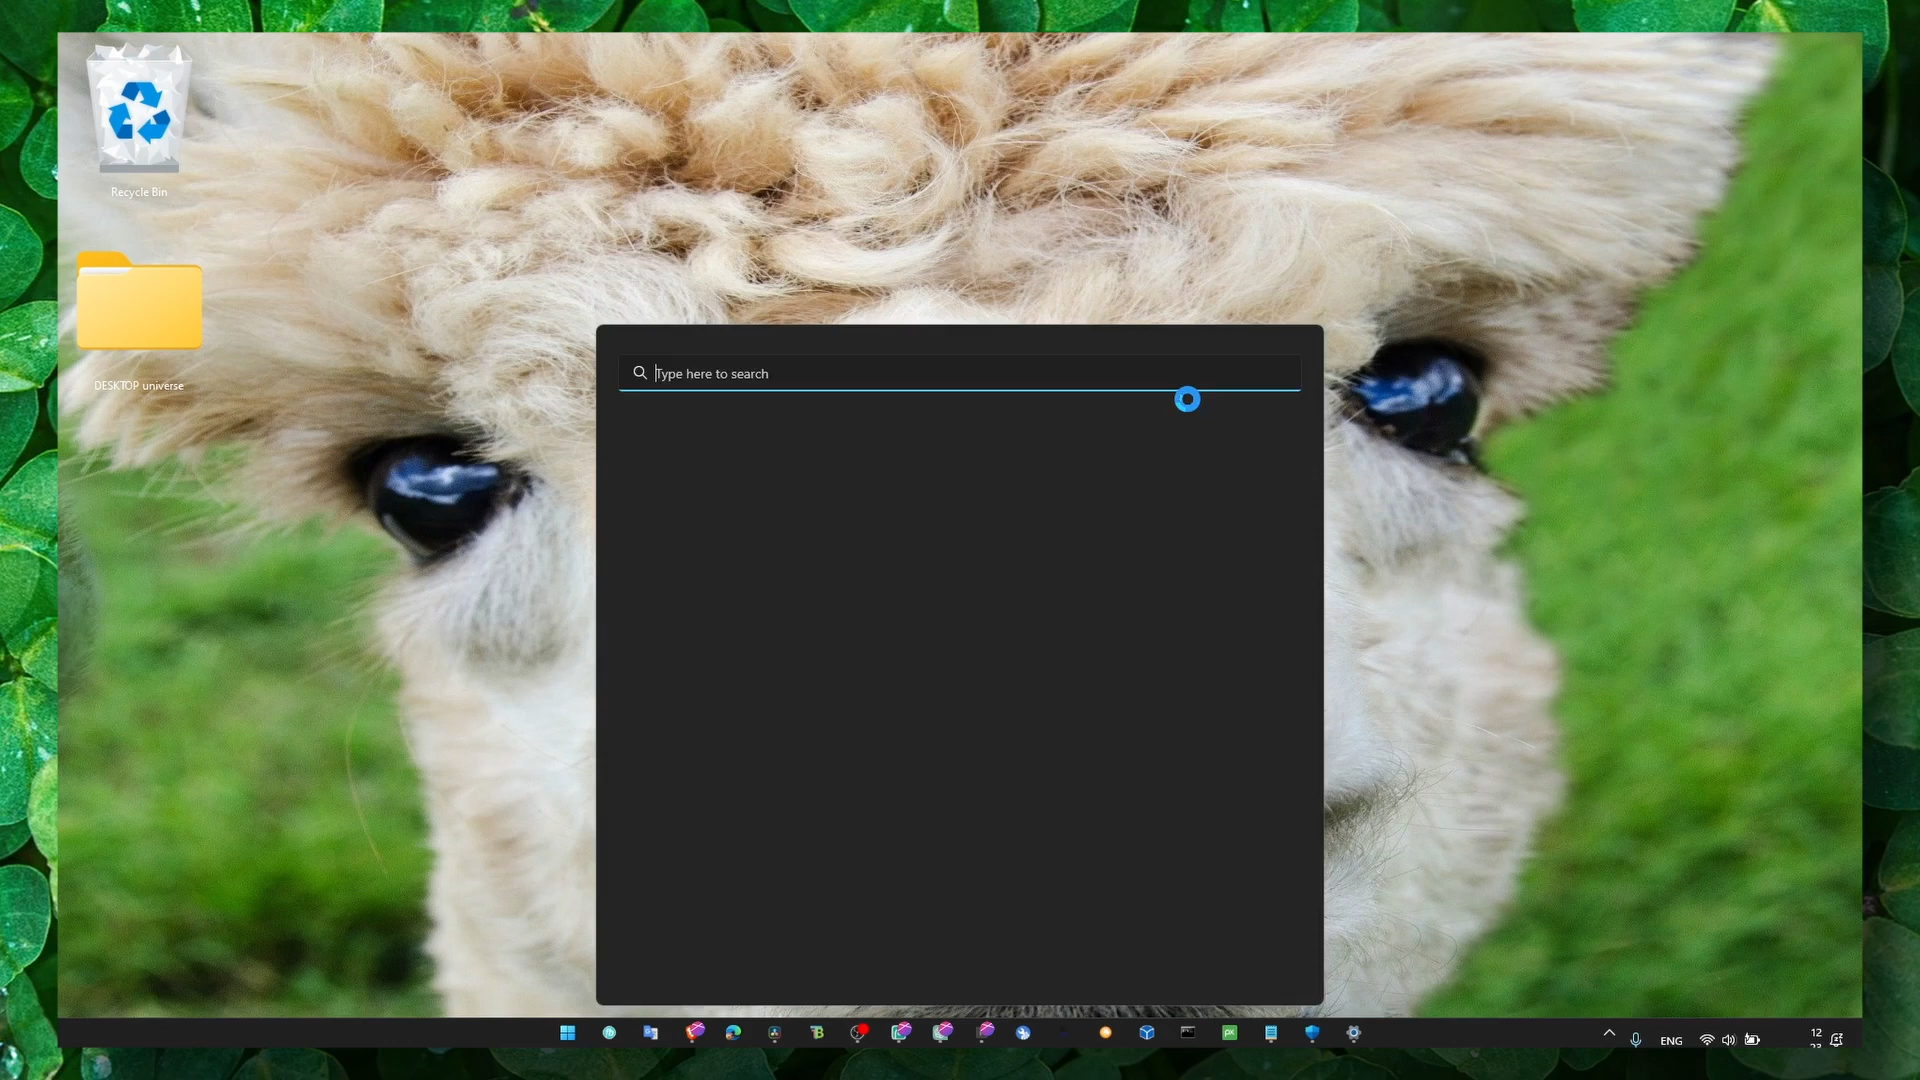 Recycle Bin
DESKTOP universe
Type here to search
ENG
12